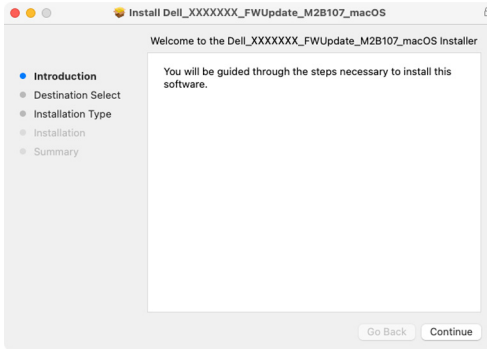 Install Dell_XXXXXXX_FWUpdate_M2B107_macOS
Welcome to the Dell_XXXXXXX_FWUpdate_M2B107_macOS Installer
Introduction
Destination Select
Installation Type
Installation
Summary
You will be guided through the steps necessary to install this
software.
Go Back
Continue